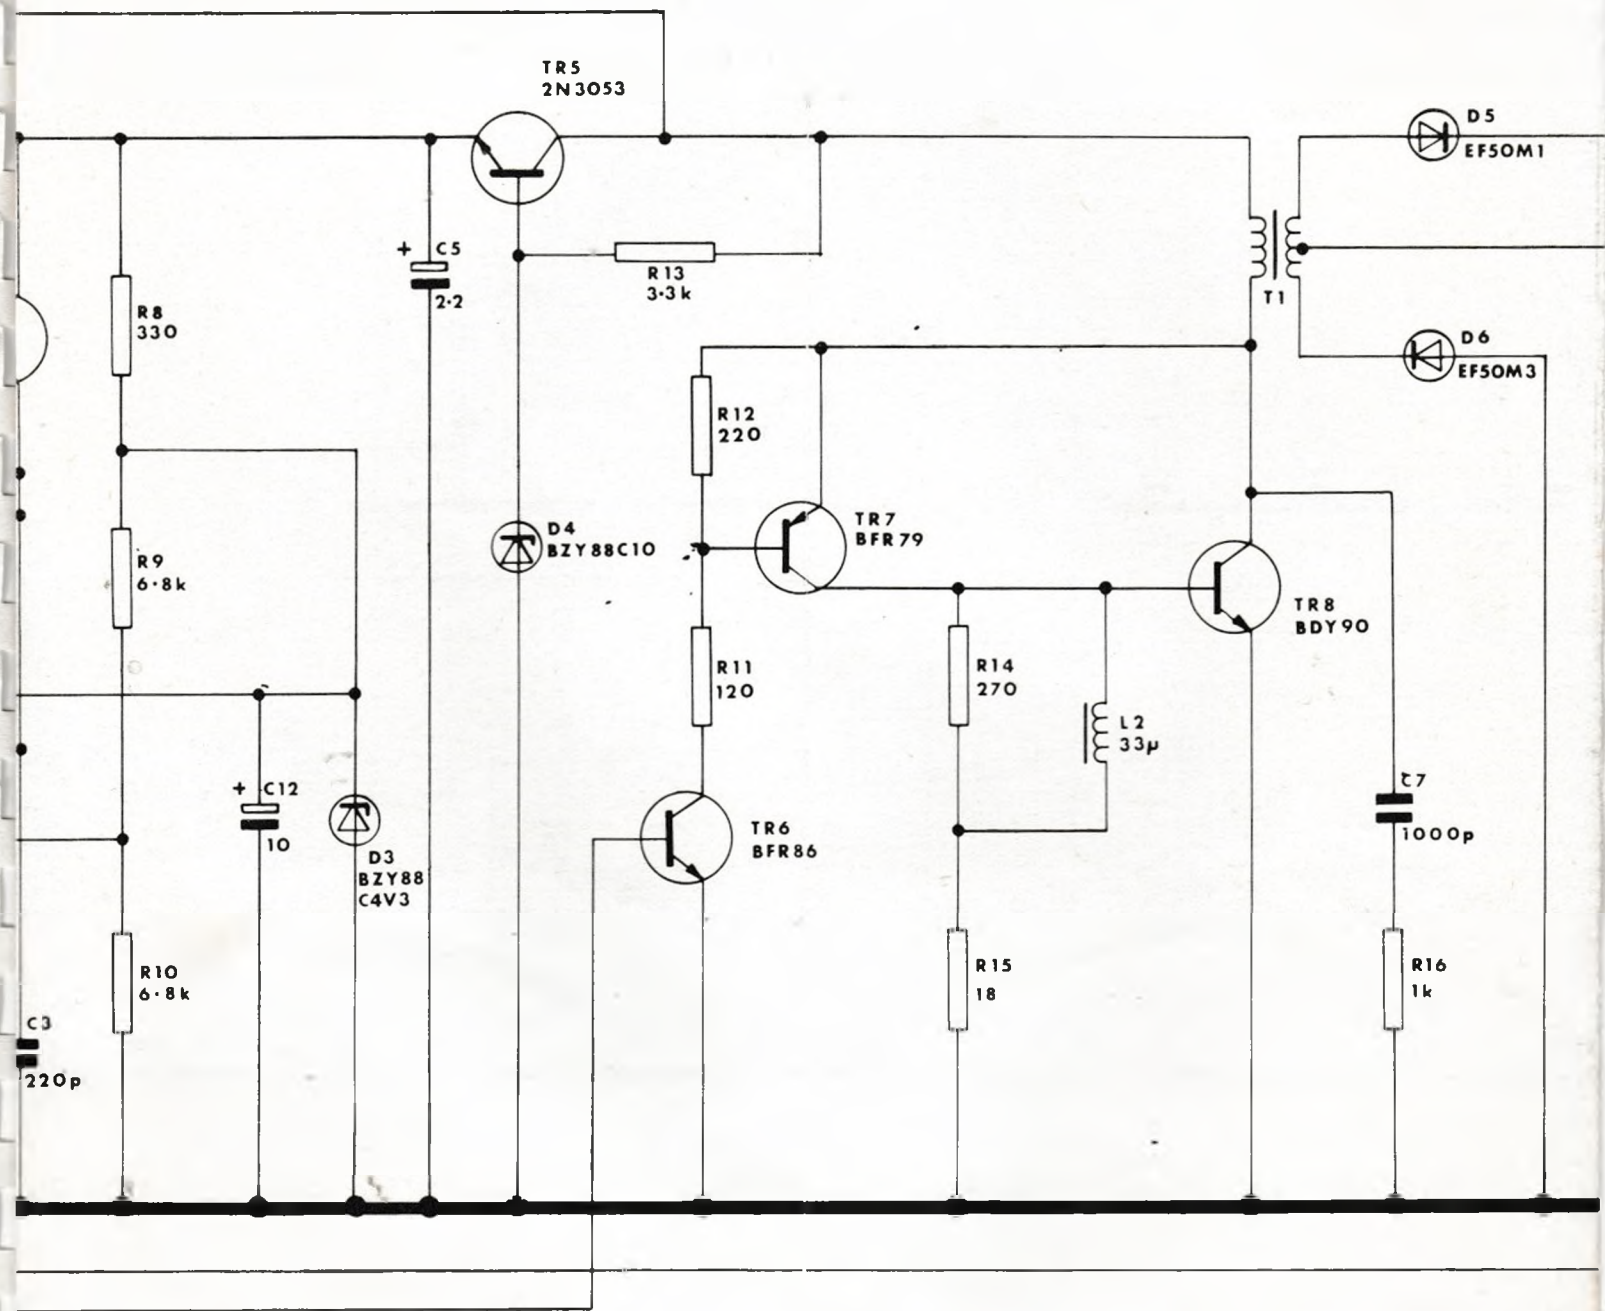 TR5
2N3053
D5
EF50M1
+ C5
2·2
R13
3·3k
T1
R8
330
D6
EF50M3
R12
220
TR7
BFR79
D4
BZY88C10
R9
6·8k
TR8
BDY90
R11
120
R14
270
L2
33µ
+ C12
10
C7
1000p
TR6
BFR86
D3
BZY88
C4V3
R10
6·8k
R15
18
R16
1k
C3
220p